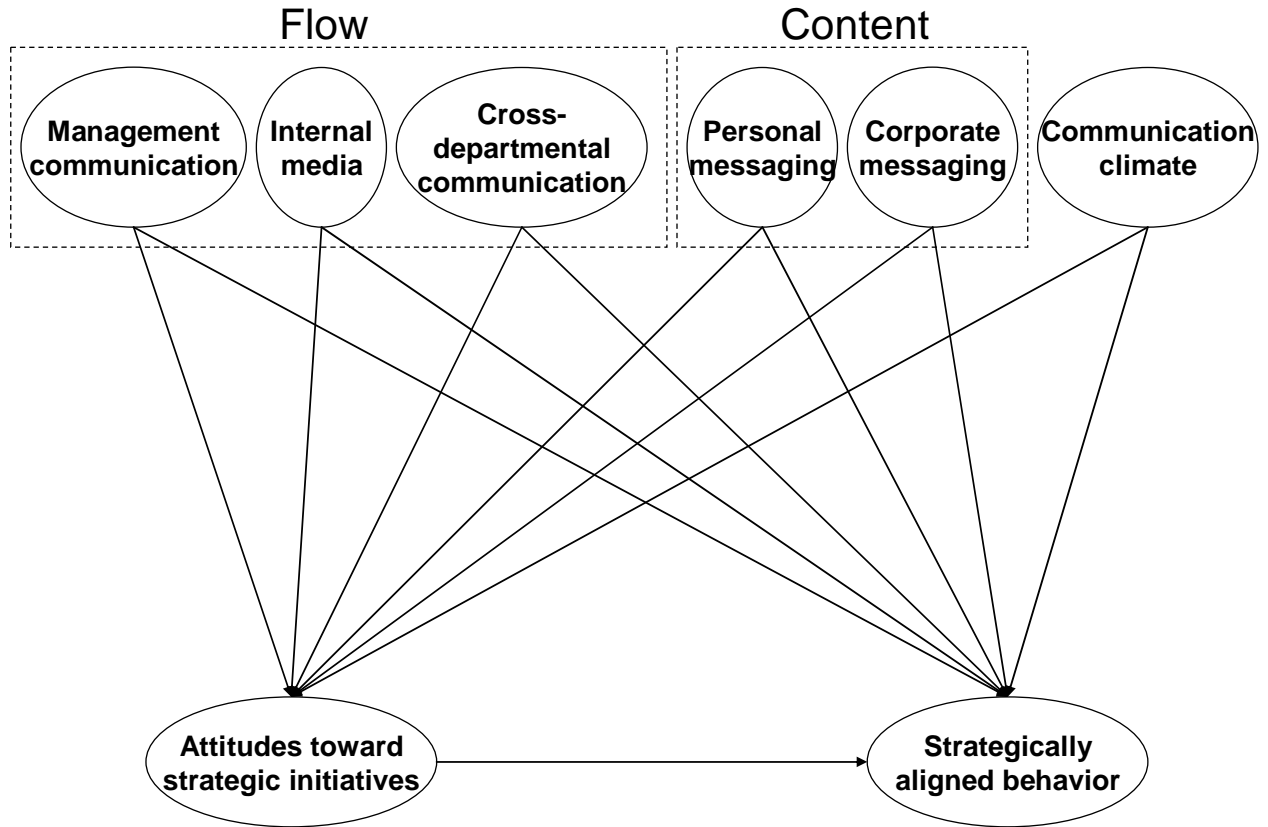 Flow
Content
Management
communication
Internal
media
Cross-
departmental
communication
Personal
messaging
Corporate
messaging
Communication
climate
Attitudes toward
strategic initiatives
Strategically
aligned behavior